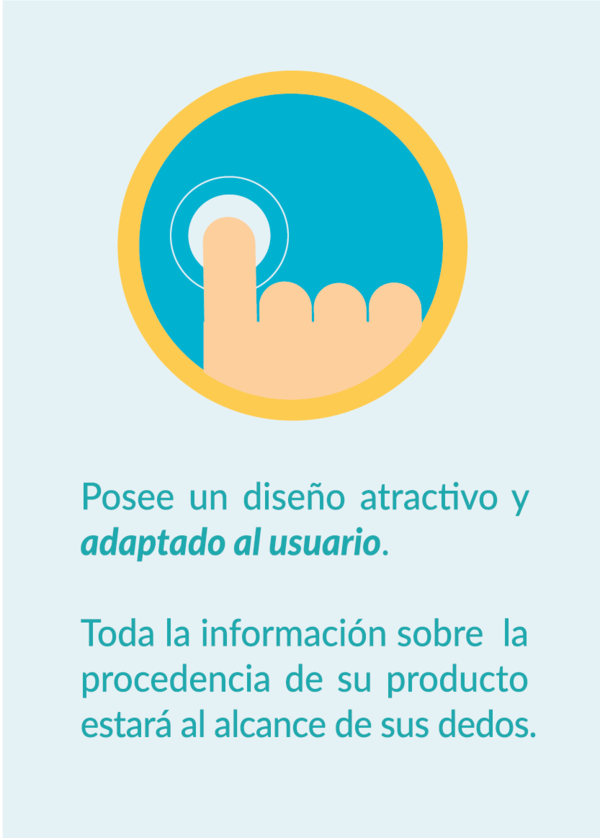 Posee un diseño atractivo y
adaptado al usuario.
Toda la información sobre la
procedencia de su producto
estará al alcance de sus dedos.